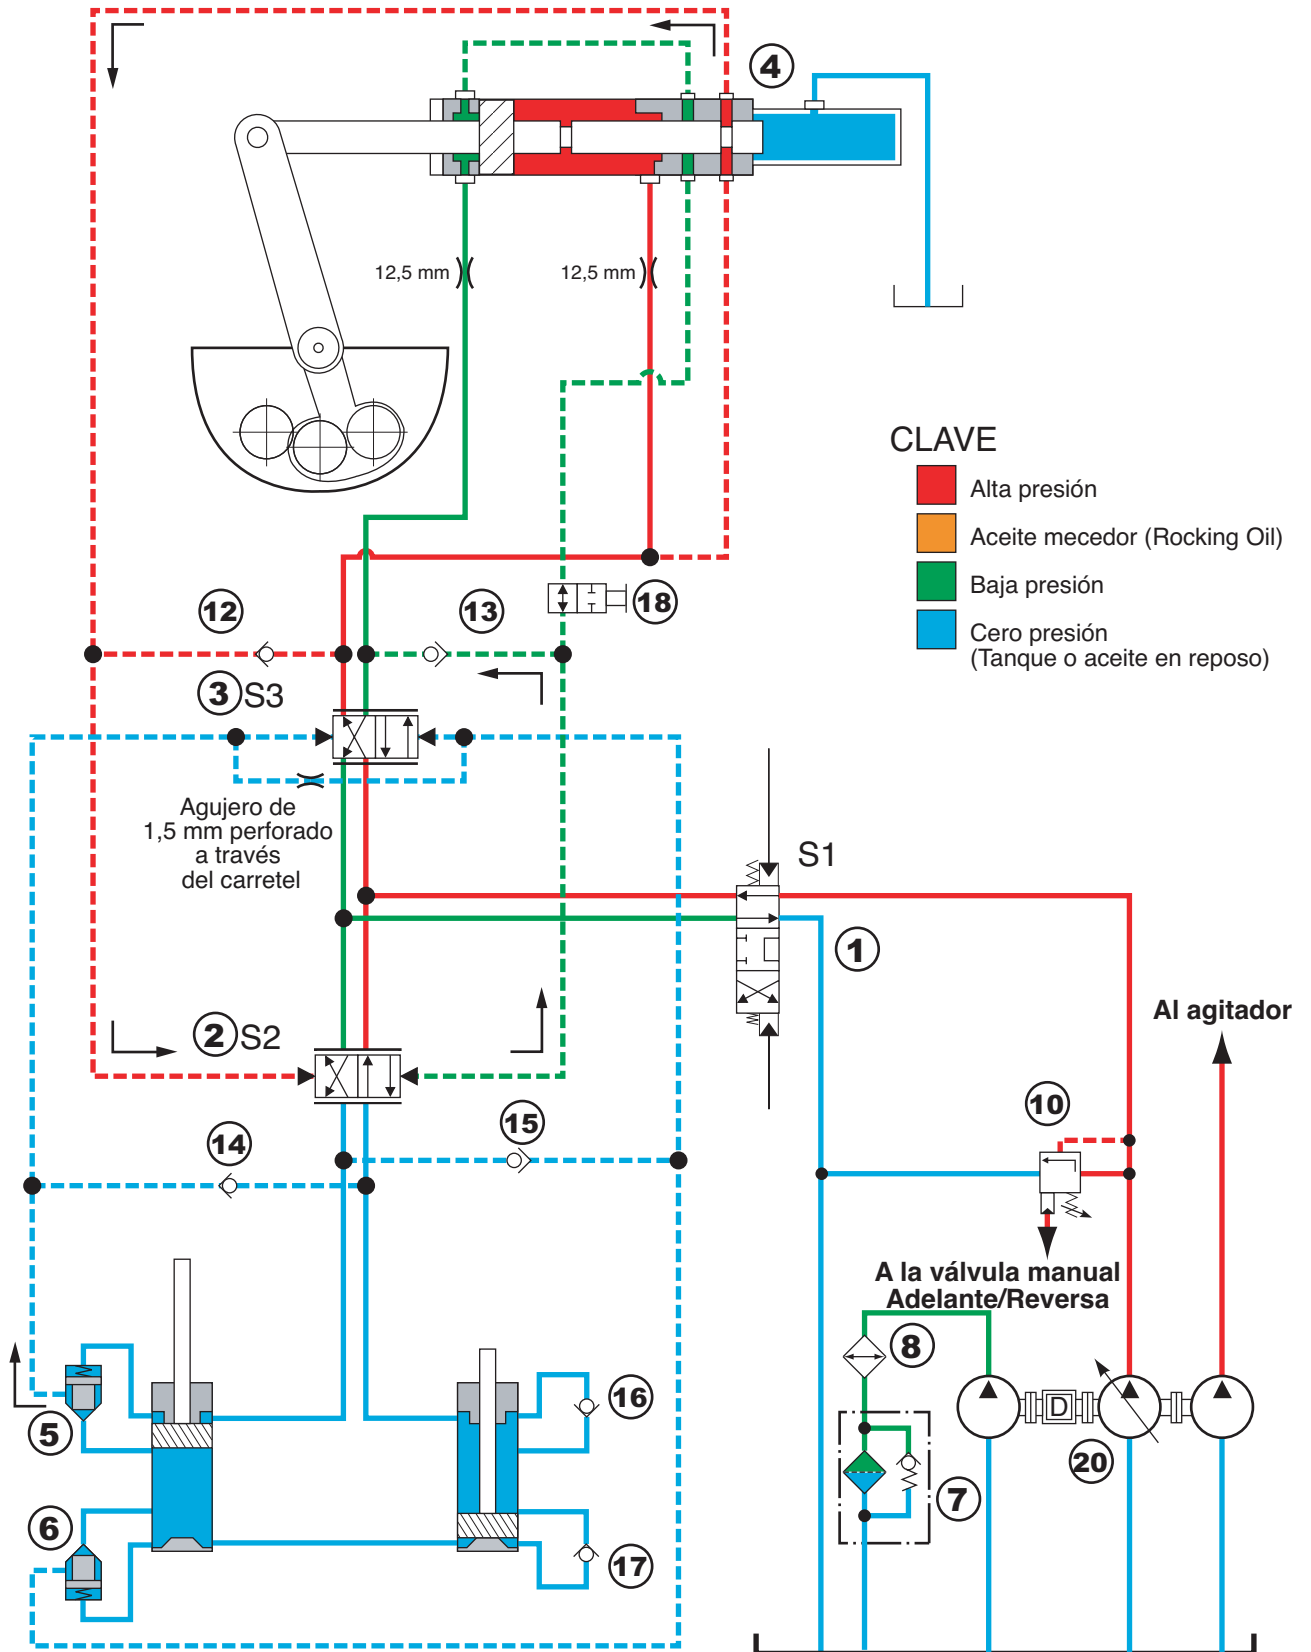 4
12,5 mm
12,5 mm
CLAVE
Alta presión
Aceite mecedor (Rocking Oil)
Baja presión
Cero presión
(Tanque o aceite en reposo)
12
13
18
3 S3
Agujero de
1,5 mm perforado
a través
del carretel
S1
1
2 S2
Al agitador
10
14
15
A la válvula manual
Adelante/Reversa
8
5
16
D
20
6
7
17